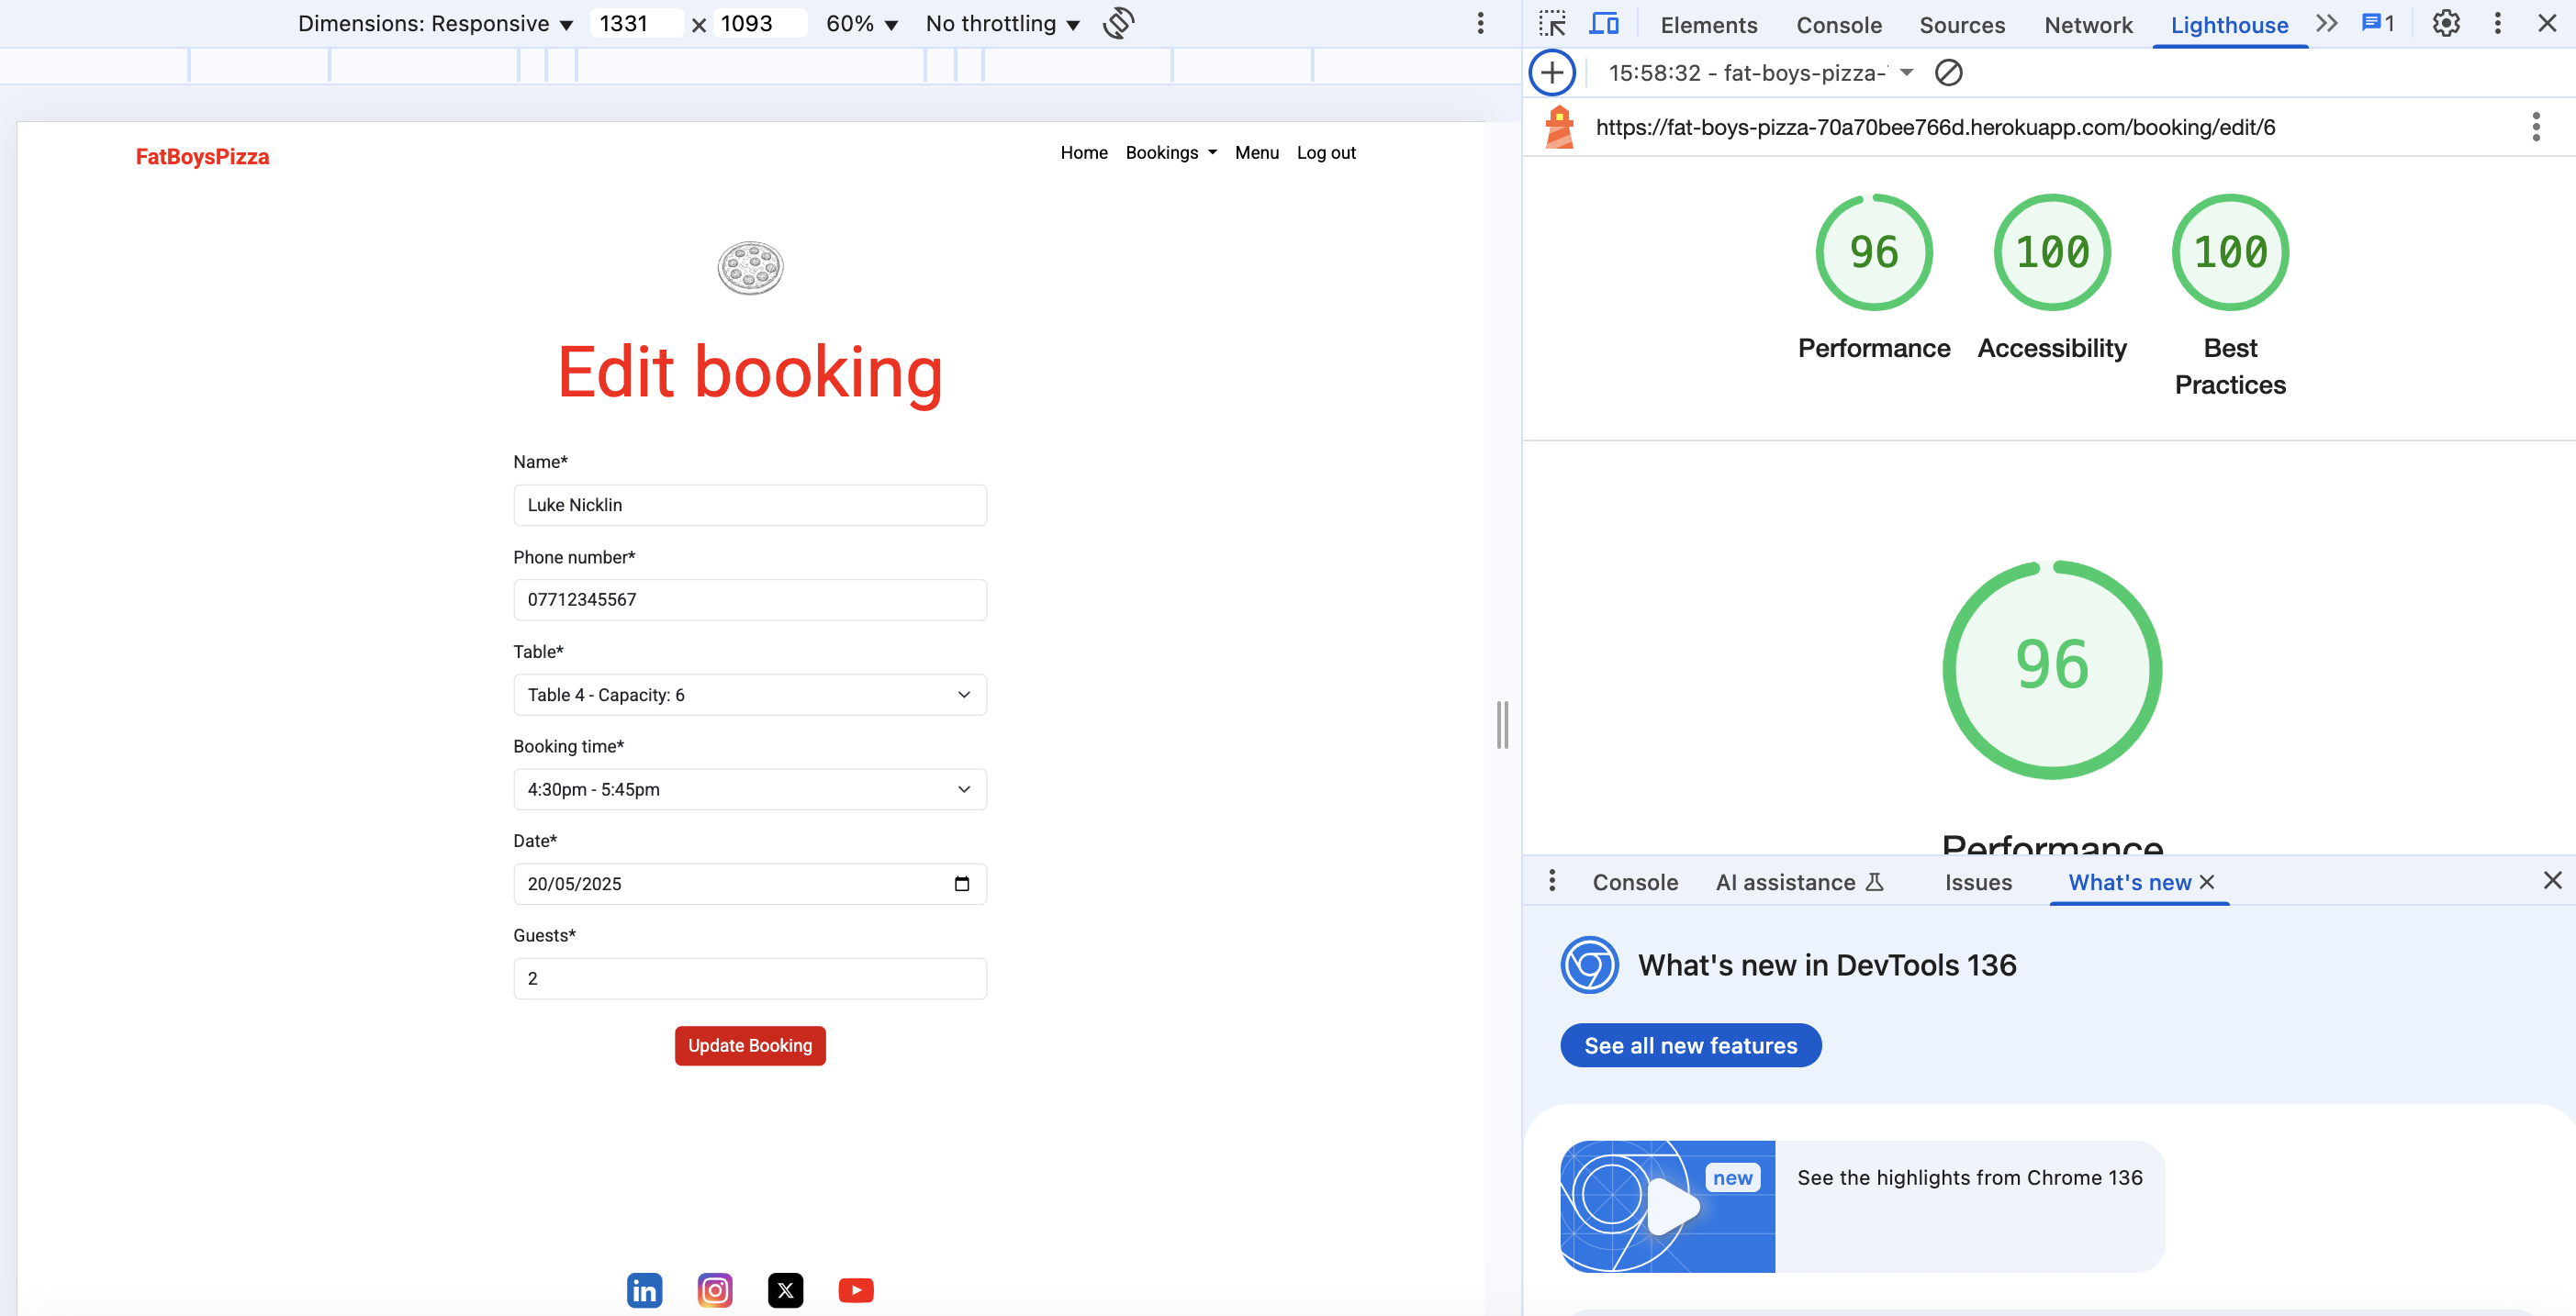 Dimensions: Responsive 1331 x 1093 60% No throttling
FatBoysPizza
Home Bookings Menu Log out
Edit booking
Name*
Luke Nicklin
Phone number*
07712345567
Table*
Table 4 - Capacity: 6
Booking time*
4:30pm - 5:45pm
Date*
20/05/2025
Guests*
2
Update Booking
in
X
Elements Console Sources Network Lighthouse 1
15:58:32 - fat-boys-pizza-
https://fat-boys-pizza-70a70bee766d.herokuapp.com/booking/edit/6
96 100 100
Performance Accessibility Best
Practices
96
Performance
Console AI assistance Issues What's new
What's new in DevTools 136
See all new features
new
See the highlights from Chrome 136